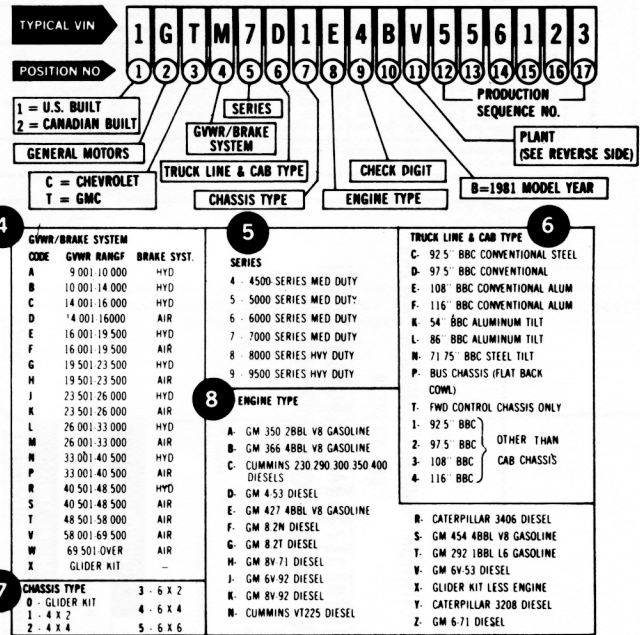 TYPICAL VIN 1 G T M 7 D 1 E 4 B V 5 5 6 1 2 3
POSITION NO 1 2 3 4 5 6 7 8 9 10 11 12 13 14 15 16 17
1 = U.S. BUILT
2 = CANADIAN BUILT
GENERAL MOTORS
C = CHEVROLET
T = GMC
SERIES
GVWR/BRAKE
SYSTEM
TRUCK LINE & CAB TYPE
CHASSIS TYPE
ENGINE TYPE
CHECK DIGIT
B=1981 MODEL YEAR
PRODUCTION
SEQUENCE NO.
PLANT
(SEE REVERSE SIDE)
4
GVWR/BRAKE SYSTEM
CODE GVWR RANGE BRAKE SYST.
A 9 001-10 000 HYD
B 10 001-14 000 HYD
C 14 001-16 000 HYD
D 14 001-16000 AIR
E 16 001-19 500 HYD
F 16 001-19 500 AIR
G 19 501-23 500 HYD
H 19 501-23 500 AIR
J 23 501-26 000 HYD
K 23 501-26 000 AIR
L 26 001-33 000 HYD
M 26 001-33 000 AIR
N 33 001-40 500 HYD
P 33 001-40 500 AIR
R 40 501-48 500 HYD
S 40 501-48 500 AIR
T 48 501-58 000 AIR
V 58 001-69 500 AIR
W 69 501-OVER AIR
X GLIDER KIT –
5
SERIES
4 - 4500-SERIES MED DUTY
5 - 5000 SERIES MED DUTY
6 - 6000 SERIES MED DUTY
7 - 7000 SERIES MED DUTY
8 - 8000 SERIES HVY DUTY
9 - 9500 SERIES HVY DUTY
6
TRUCK LINE & CAB TYPE
C- 92 5" BBC CONVENTIONAL STEEL
D- 97 5" BBC CONVENTIONAL
E- 108" BBC CONVENTIONAL ALUM
F- 116" BBC CONVENTIONAL ALUM
K- 54" BBC ALUMINUM TILT
L- 86" BBC ALUMINUM TILT
N- 71 75" BBC STEEL TILT
P- BUS CHASSIS (FLAT BACK
COWL)
T- FWD CONTROL CHASSIS ONLY
1- 92 5" BBC
2- 97 5" BBC
3- 108" BBC
4- 116" BBC
OTHER THAN
CAB CHASSIS
7
CHASSIS TYPE
0 - GLIDER KIT
1 - 4 X 2
2 - 4 X 4
3 - 6 X 2
4 - 6 X 4
5 - 6 X 6
8
ENGINE TYPE
A- GM 350 2BBL V8 GASOLINE
B- GM 366 4BBL V8 GASOLINE
C- CUMMINS 230 290 300 350 400
DIESELS
D- GM 4-53 DIESEL
E- GM 427 4BBL V8 GASOLINE
F- GM 8.2N DIESEL
G- GM 8.2T DIESEL
H- GM 8V-71 DIESEL
J- GM 6V-92 DIESEL
K- GM 8V-92 DIESEL
N- CUMMINS VT225 DIESEL
R- CATERPILLAR 3406 DIESEL
S- GM 454 4BBL V8 GASOLINE
T- GM 292 1BBL L6 GASOLINE
V- GM 6V-53 DIESEL
X- GLIDER KIT LESS ENGINE
Y- CATERPILLAR 3208 DIESEL
Z- GM 6-71 DIESEL